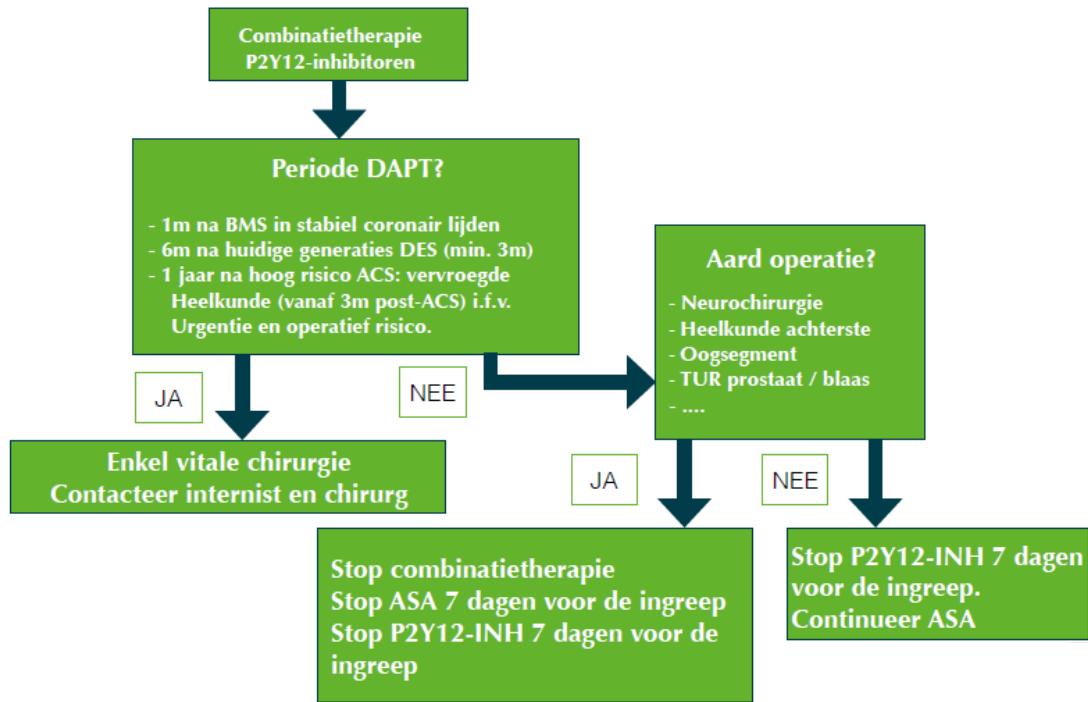 Combinatietherapie
P2Y12-inhibitoren
Periode DAPT?
- 1m na BMS in stabiel coronair lijden
- 6m na huidige generaties DES (min. 3m)
- 1 jaar na hoog risico ACS: vervroegde
Heelkunde (vanaf 3m post-ACS) i.f.v.
Urgentie en operatief risico.
Aard operatie?
- Neurochirurgie
- Heelkunde achterste
- Oogsegment
- TUR prostaat / blaas
- ....
JA
NEE
Enkel vitale chirurgie
Contacteer internist en chirurg
JA
NEE
Stop combinatietherapie
Stop ASA 7 dagen voor de ingreep
Stop P2Y12-INH 7 dagen voor de
ingreep
Stop P2Y12-INH 7 dagen
voor de ingreep.
Continueer ASA